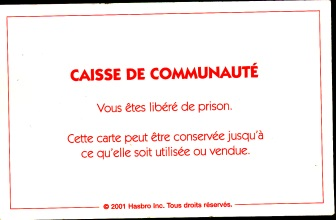 CAISSE DE COMMUNAUTÉ
Vous êtes libéré de prison.
Cette carte peut être conservée jusqu'à
ce qu'elle soit utilisée ou vendue.
© 2001 Hasbro Inc. Tous droits réservés.